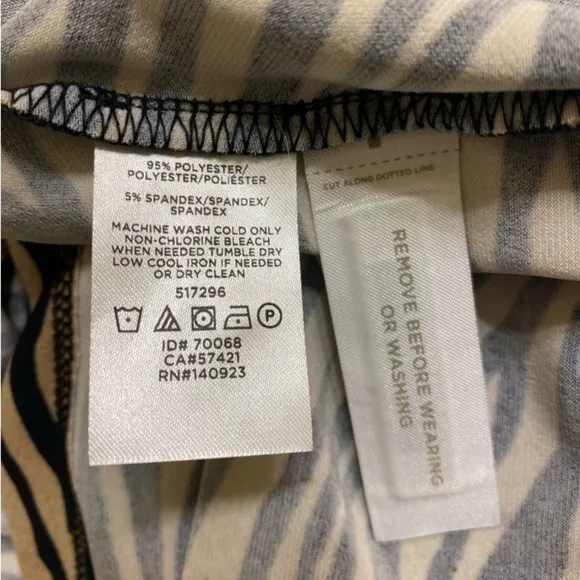 95% POLYESTER/
POLYESTER/POLIÉSTER
5% SPANDEX/SPANDEX/
SPANDEX
MACHINE WASH COLD ONLY
NON-CHLORINE BLEACH
WHEN NEEDED TUMBLE DRY
LOW COOL IRON IF NEEDED
OR DRY CLEAN
517296
P
ID# 70068
CA#57421
RN#140923
CUT ALONG DOTTED LINE
REMOVE BEFORE WEARING
OR WASHING